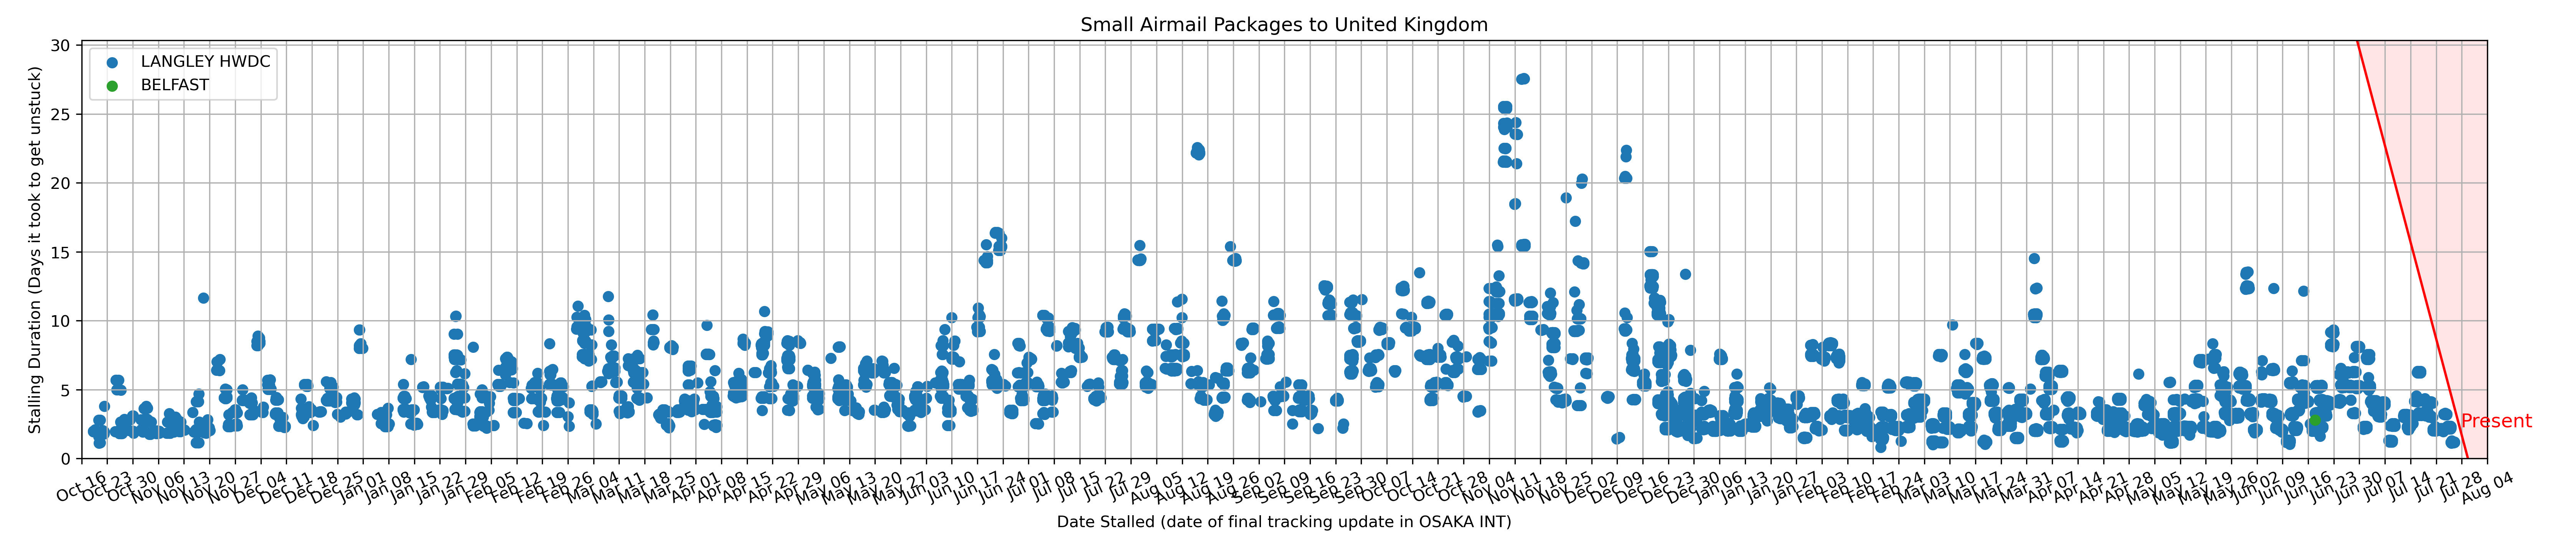 Small Airmail Packages to United Kingdom
LANGLEY HWDC
BELFAST
Stalling Duration (Days it took to get unstuck)
30
25
20
15
10
5
0
Present
Oct 16 Oct 23 Oct 30 Nov 06 Nov 13 Nov 20 Nov 27 Dec 04 Dec 11 Dec 18 Dec 25 Jan 01 Jan 08 Jan 15 Jan 22 Jan 29 Feb 05 Feb 12 Feb 19 Feb 26 Mar 04 Mar 11 Mar 18 Mar 25 Apr 01 Apr 08 Apr 15 Apr 22 Apr 29 May 06 May 13 May 20 May 27 Jun 03 Jun 10 Jun 17 Jun 24 Jul 01 Jul 08 Jul 15 Jul 22 Jul 29 Aug 05 Aug 12 Aug 19 Aug 26 Sep 02 Sep 09 Sep 16 Sep 23 Sep 30 Oct 07 Oct 14 Oct 21 Oct 28 Nov 04 Nov 11 Nov 18 Nov 25 Dec 02 Dec 09 Dec 16 Dec 23 Dec 30 Jan 06 Jan 13 Jan 20 Jan 27 Feb 03 Feb 10 Feb 17 Feb 24 Mar 03 Mar 10 Mar 17 Mar 24 Mar 31 Apr 07 Apr 14 Apr 21 Apr 28 May 05 May 12 May 19 May 26 Jun 02 Jun 09 Jun 16 Jun 23 Jun 30 Jul 07 Jul 14 Jul 21 Jul 28 Aug 04
Date Stalled (date of final tracking update in OSAKA INT)